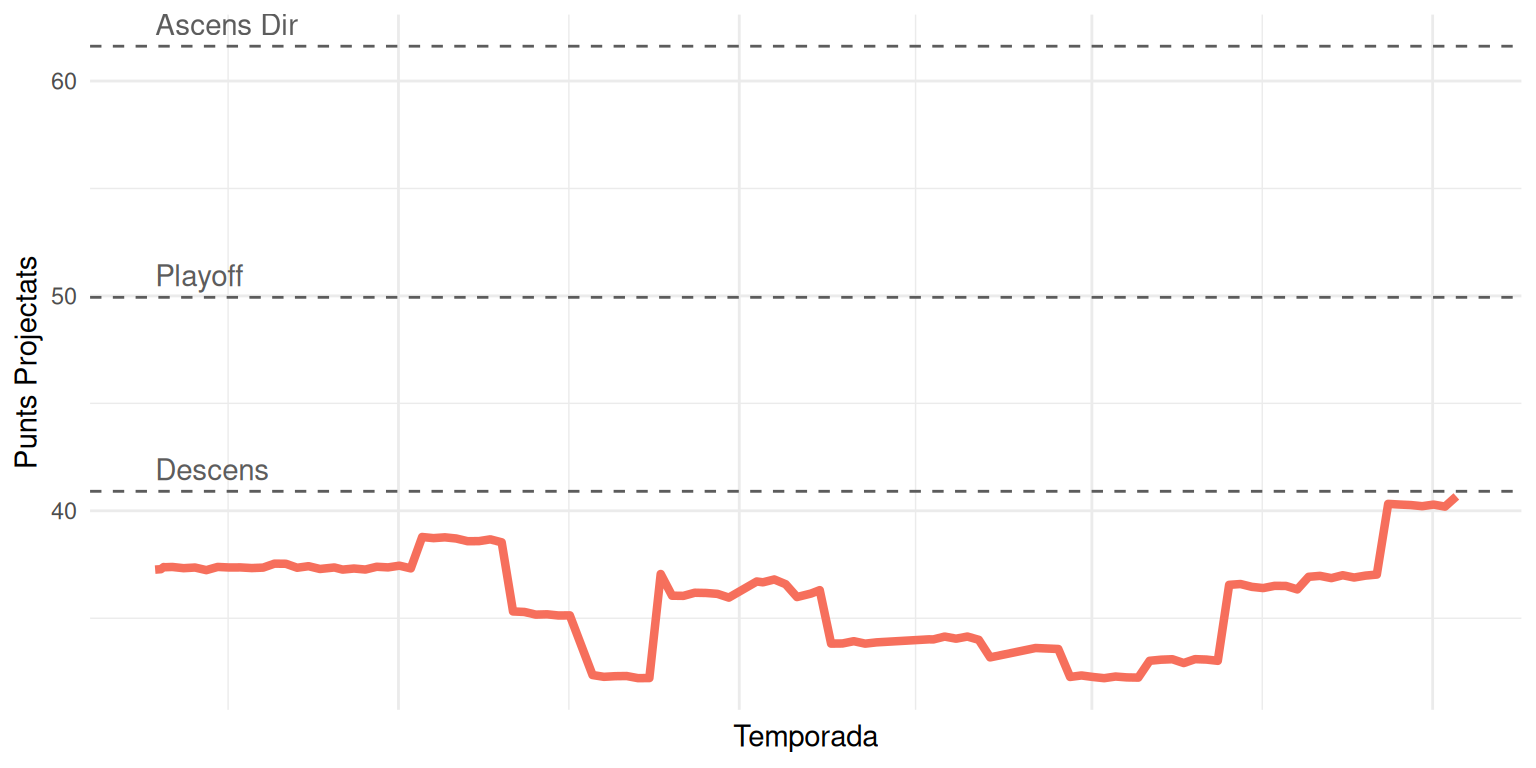 Ascens Dir
60
Playoff
50
Descens
40
Punts Projectats
Temporada